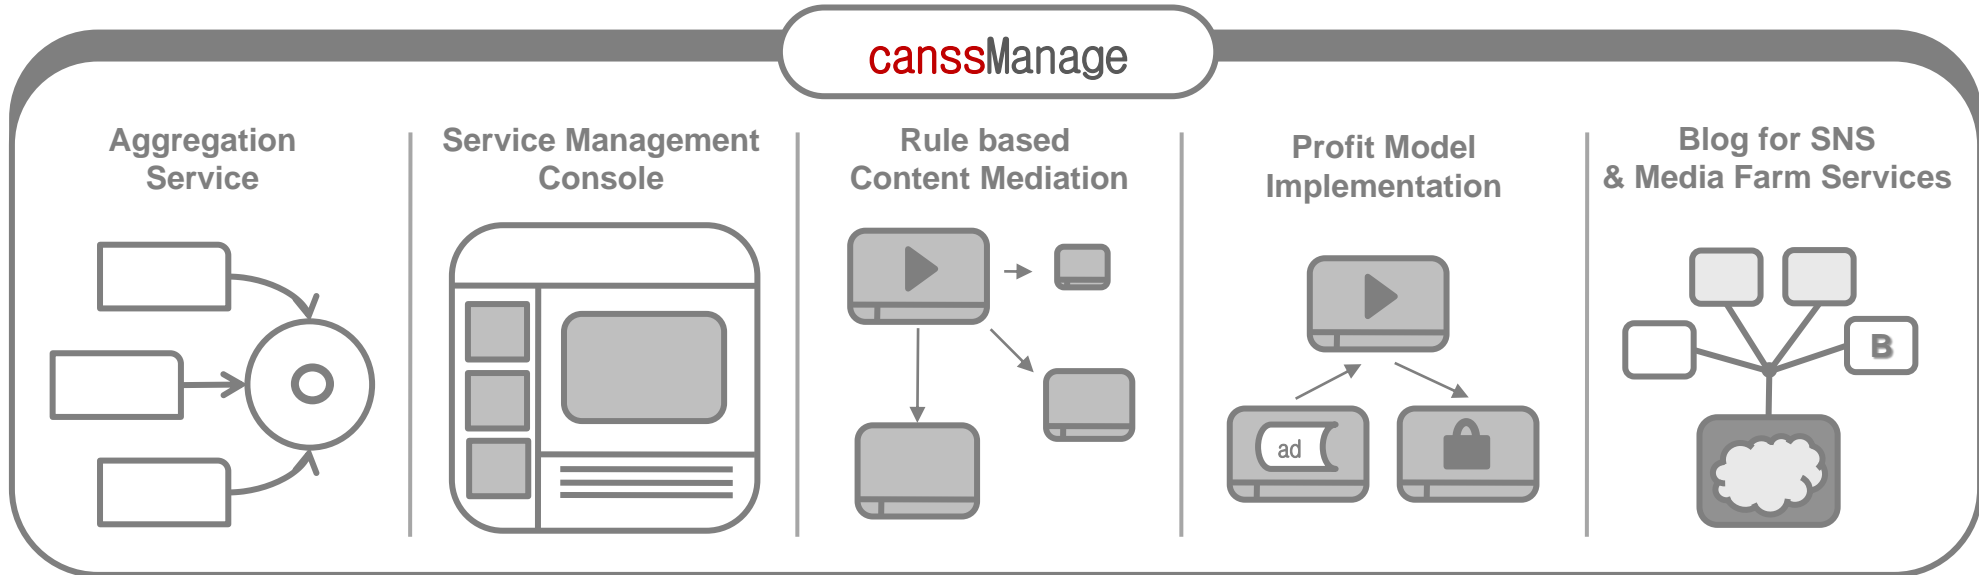 canssManage
Aggregation
Service
Service Management
Console
Rule based
Content Mediation
Profit Model
Implementation
Blog for SNS
& Media Farm Services
ad
B